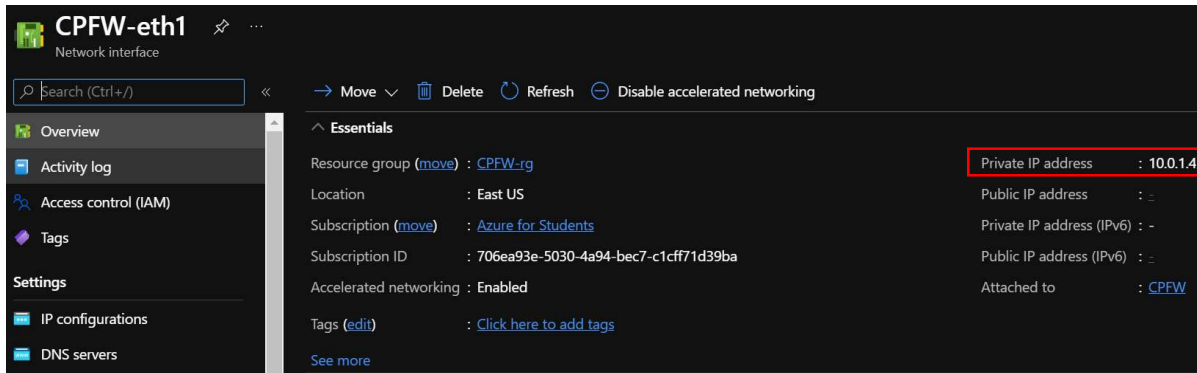 CPFW-eth1 ...
Network interface
Search (Ctrl+/) «
Overview
Activity log
Access control (IAM)
Tags
Settings
IP configurations
DNS servers
Move Delete Refresh Disable accelerated networking
Essentials
Resource group (move) : CPFW-rg
Location : East US
Subscription (move) : Azure for Students
Subscription ID : 706ea93e-5030-4a94-bec7-c1cff71d39ba
Accelerated networking : Enabled
Tags (edit) : Click here to add tags
See more
Private IP address : 10.0.1.4
Public IP address : -
Private IP address (IPv6) : -
Public IP address (IPv6) : -
Attached to : CPFW